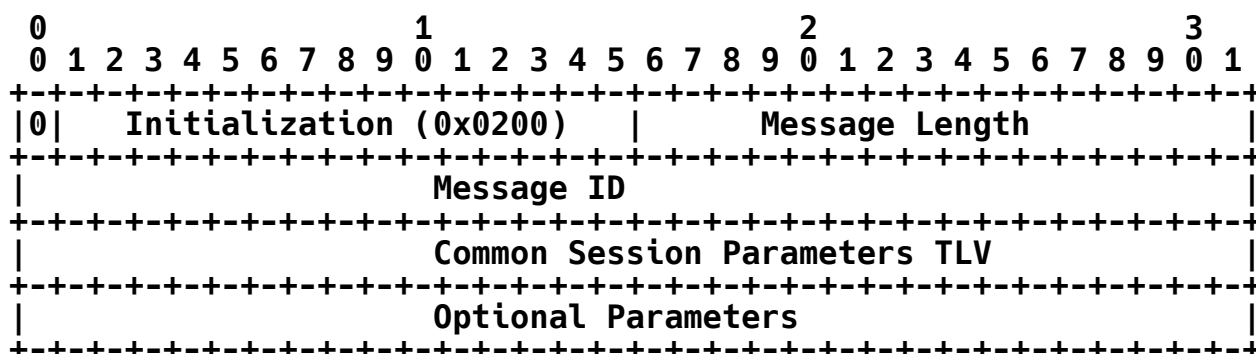 0                   1                   2                   3
 0 1 2 3 4 5 6 7 8 9 0 1 2 3 4 5 6 7 8 9 0 1 2 3 4 5 6 7 8 9 0 1
+-+-+-+-+-+-+-+-+-+-+-+-+-+-+-+-+-+-+-+-+-+-+-+-+-+-+-+-+-+-+-+-+
|0|   Initialization (0x0200)   |      Message Length           |
+-+-+-+-+-+-+-+-+-+-+-+-+-+-+-+-+-+-+-+-+-+-+-+-+-+-+-+-+-+-+-+-+
|                     Message ID                                |
+-+-+-+-+-+-+-+-+-+-+-+-+-+-+-+-+-+-+-+-+-+-+-+-+-+-+-+-+-+-+-+-+
|                     Common Session Parameters TLV             |
+-+-+-+-+-+-+-+-+-+-+-+-+-+-+-+-+-+-+-+-+-+-+-+-+-+-+-+-+-+-+-+-+
|                     Optional Parameters                       |
+-+-+-+-+-+-+-+-+-+-+-+-+-+-+-+-+-+-+-+-+-+-+-+-+-+-+-+-+-+-+-+-+